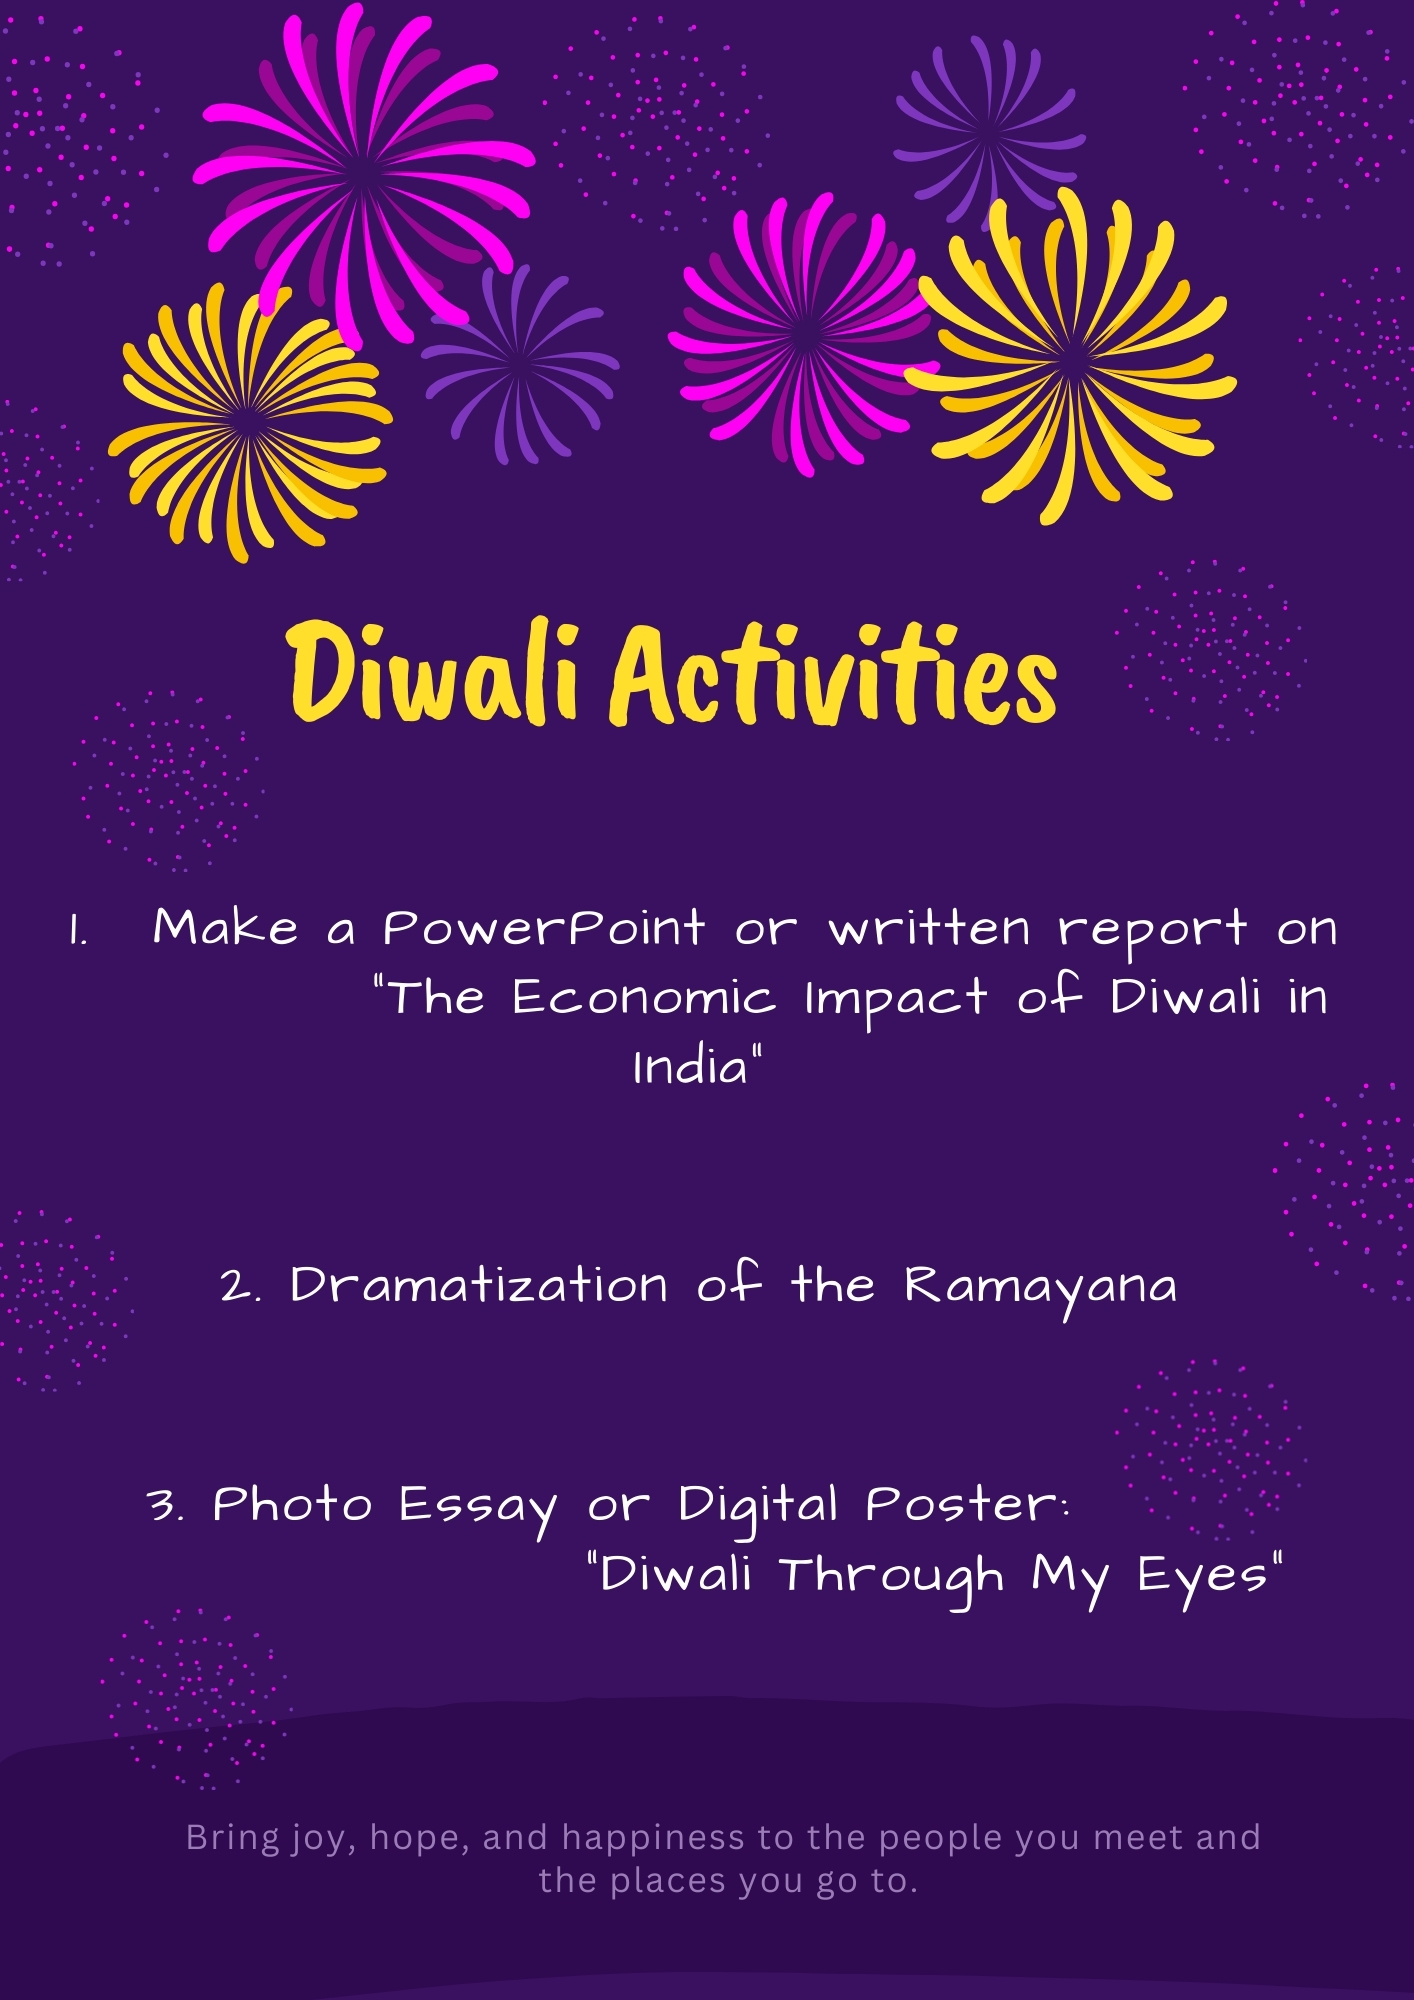 Diwali Activities
1. Make a PowerPoint or written report on
"The Economic Impact of Diwali in
India"
2. Dramatization of the Ramayana
3. Photo Essay or Digital Poster:
"Diwali Through My Eyes"
Bring joy, hope, and happiness to the people you meet and
the places you go to.